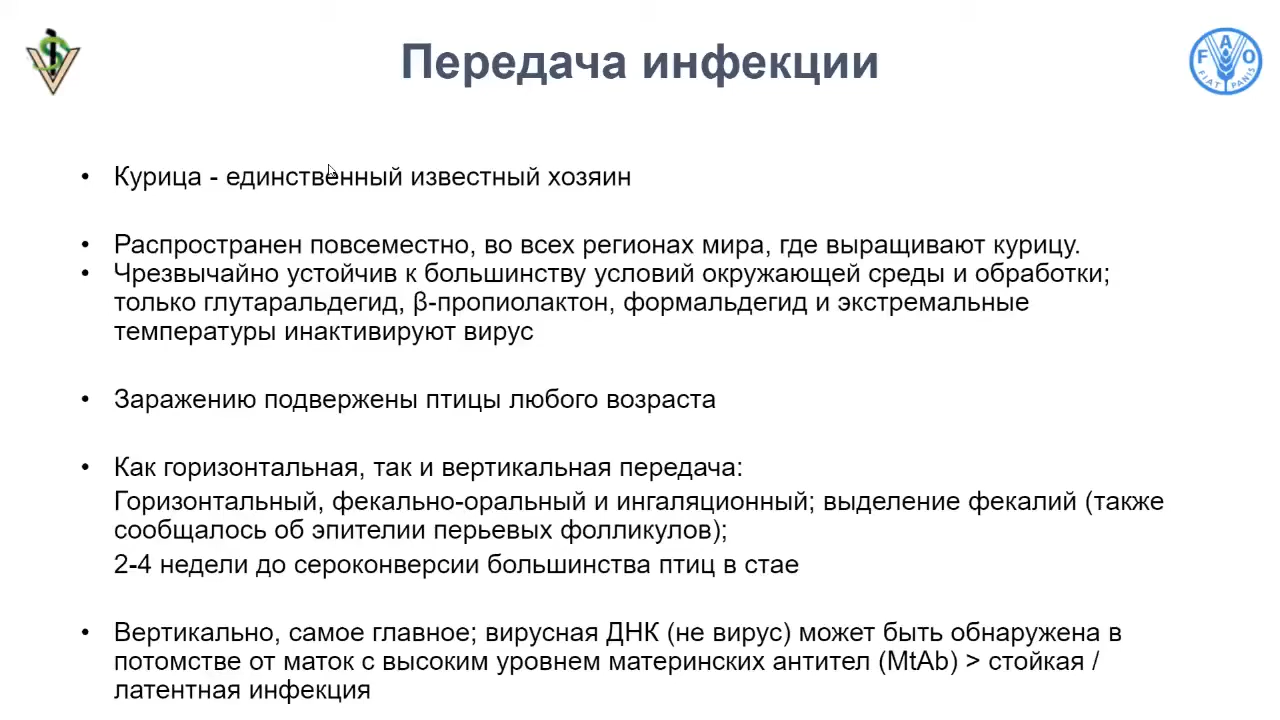 Передача инфекции
FAO
FIAT PANIS
• Курица - единственный известный хозяин
• Распространен повсеместно, во всех регионах мира, где выращивают курицу.
• Чрезвычайно устойчив к большинству условий окружающей среды и обработки;
только глутаральдегид, β-пропиолактон, формальдегид и экстремальные
температуры инактивируют вирус
• Заражению подвержены птицы любого возраста
• Как горизонтальная, так и вертикальная передача:
Горизонтальный, фекально-оральный и ингаляционный; выделение фекалий (также
сообщалось об эпителии перьевых фолликулов);
2-4 недели до сероконверсии большинства птиц в стае
• Вертикально, самое главное; вирусная ДНК (не вирус) может быть обнаружена в
потомстве от маток с высоким уровнем материнских антител (MtAb) > стойкая /
латентная инфекция